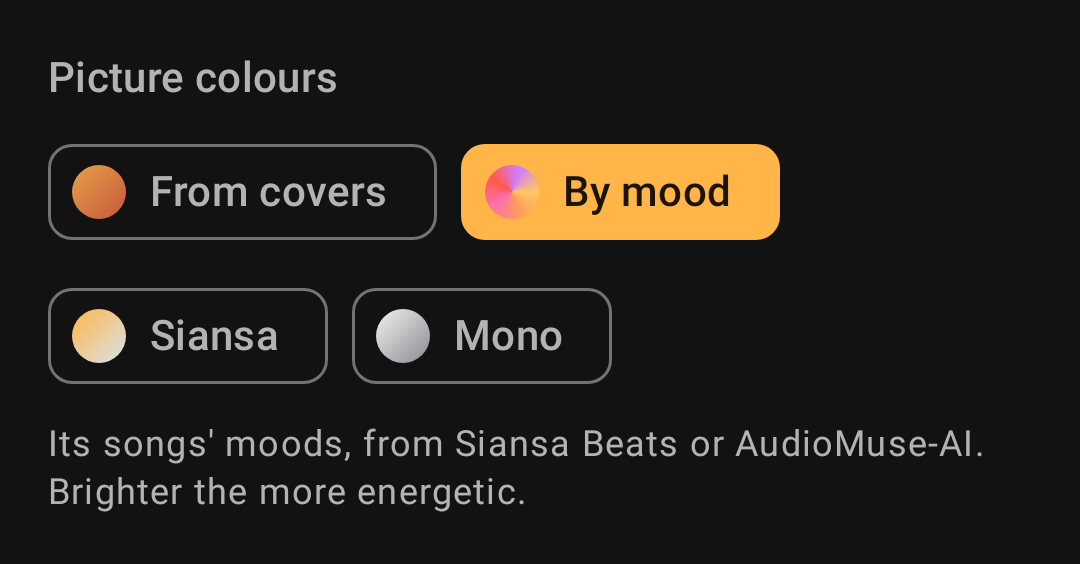 Picture colours
From covers
By mood
Siansa
Mono
Its songs' moods, from Siansa Beats or AudioMuse-AI.
Brighter the more energetic.